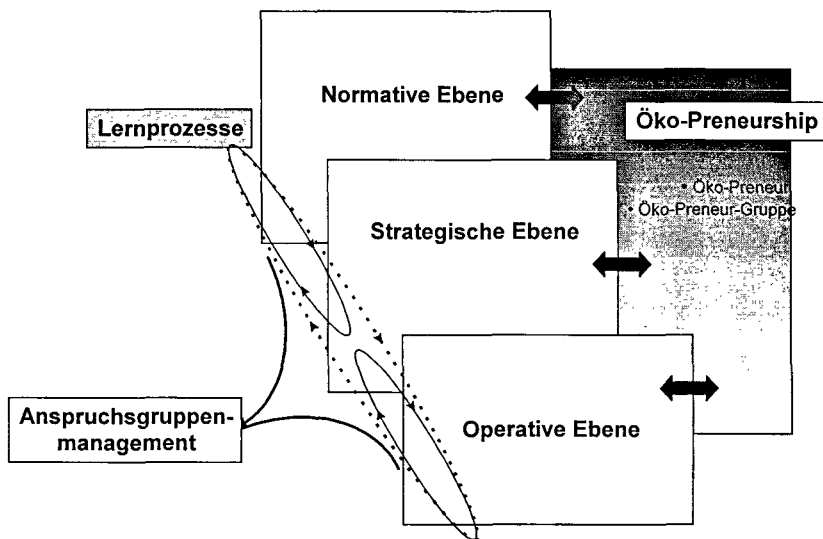 Normative Ebene
Lernprozesse
Öko-Preneurship
• Öko-Preneur
• Öko-Preneur-Gruppe
Strategische Ebene
Anspruchsgruppen-
management
Operative Ebene